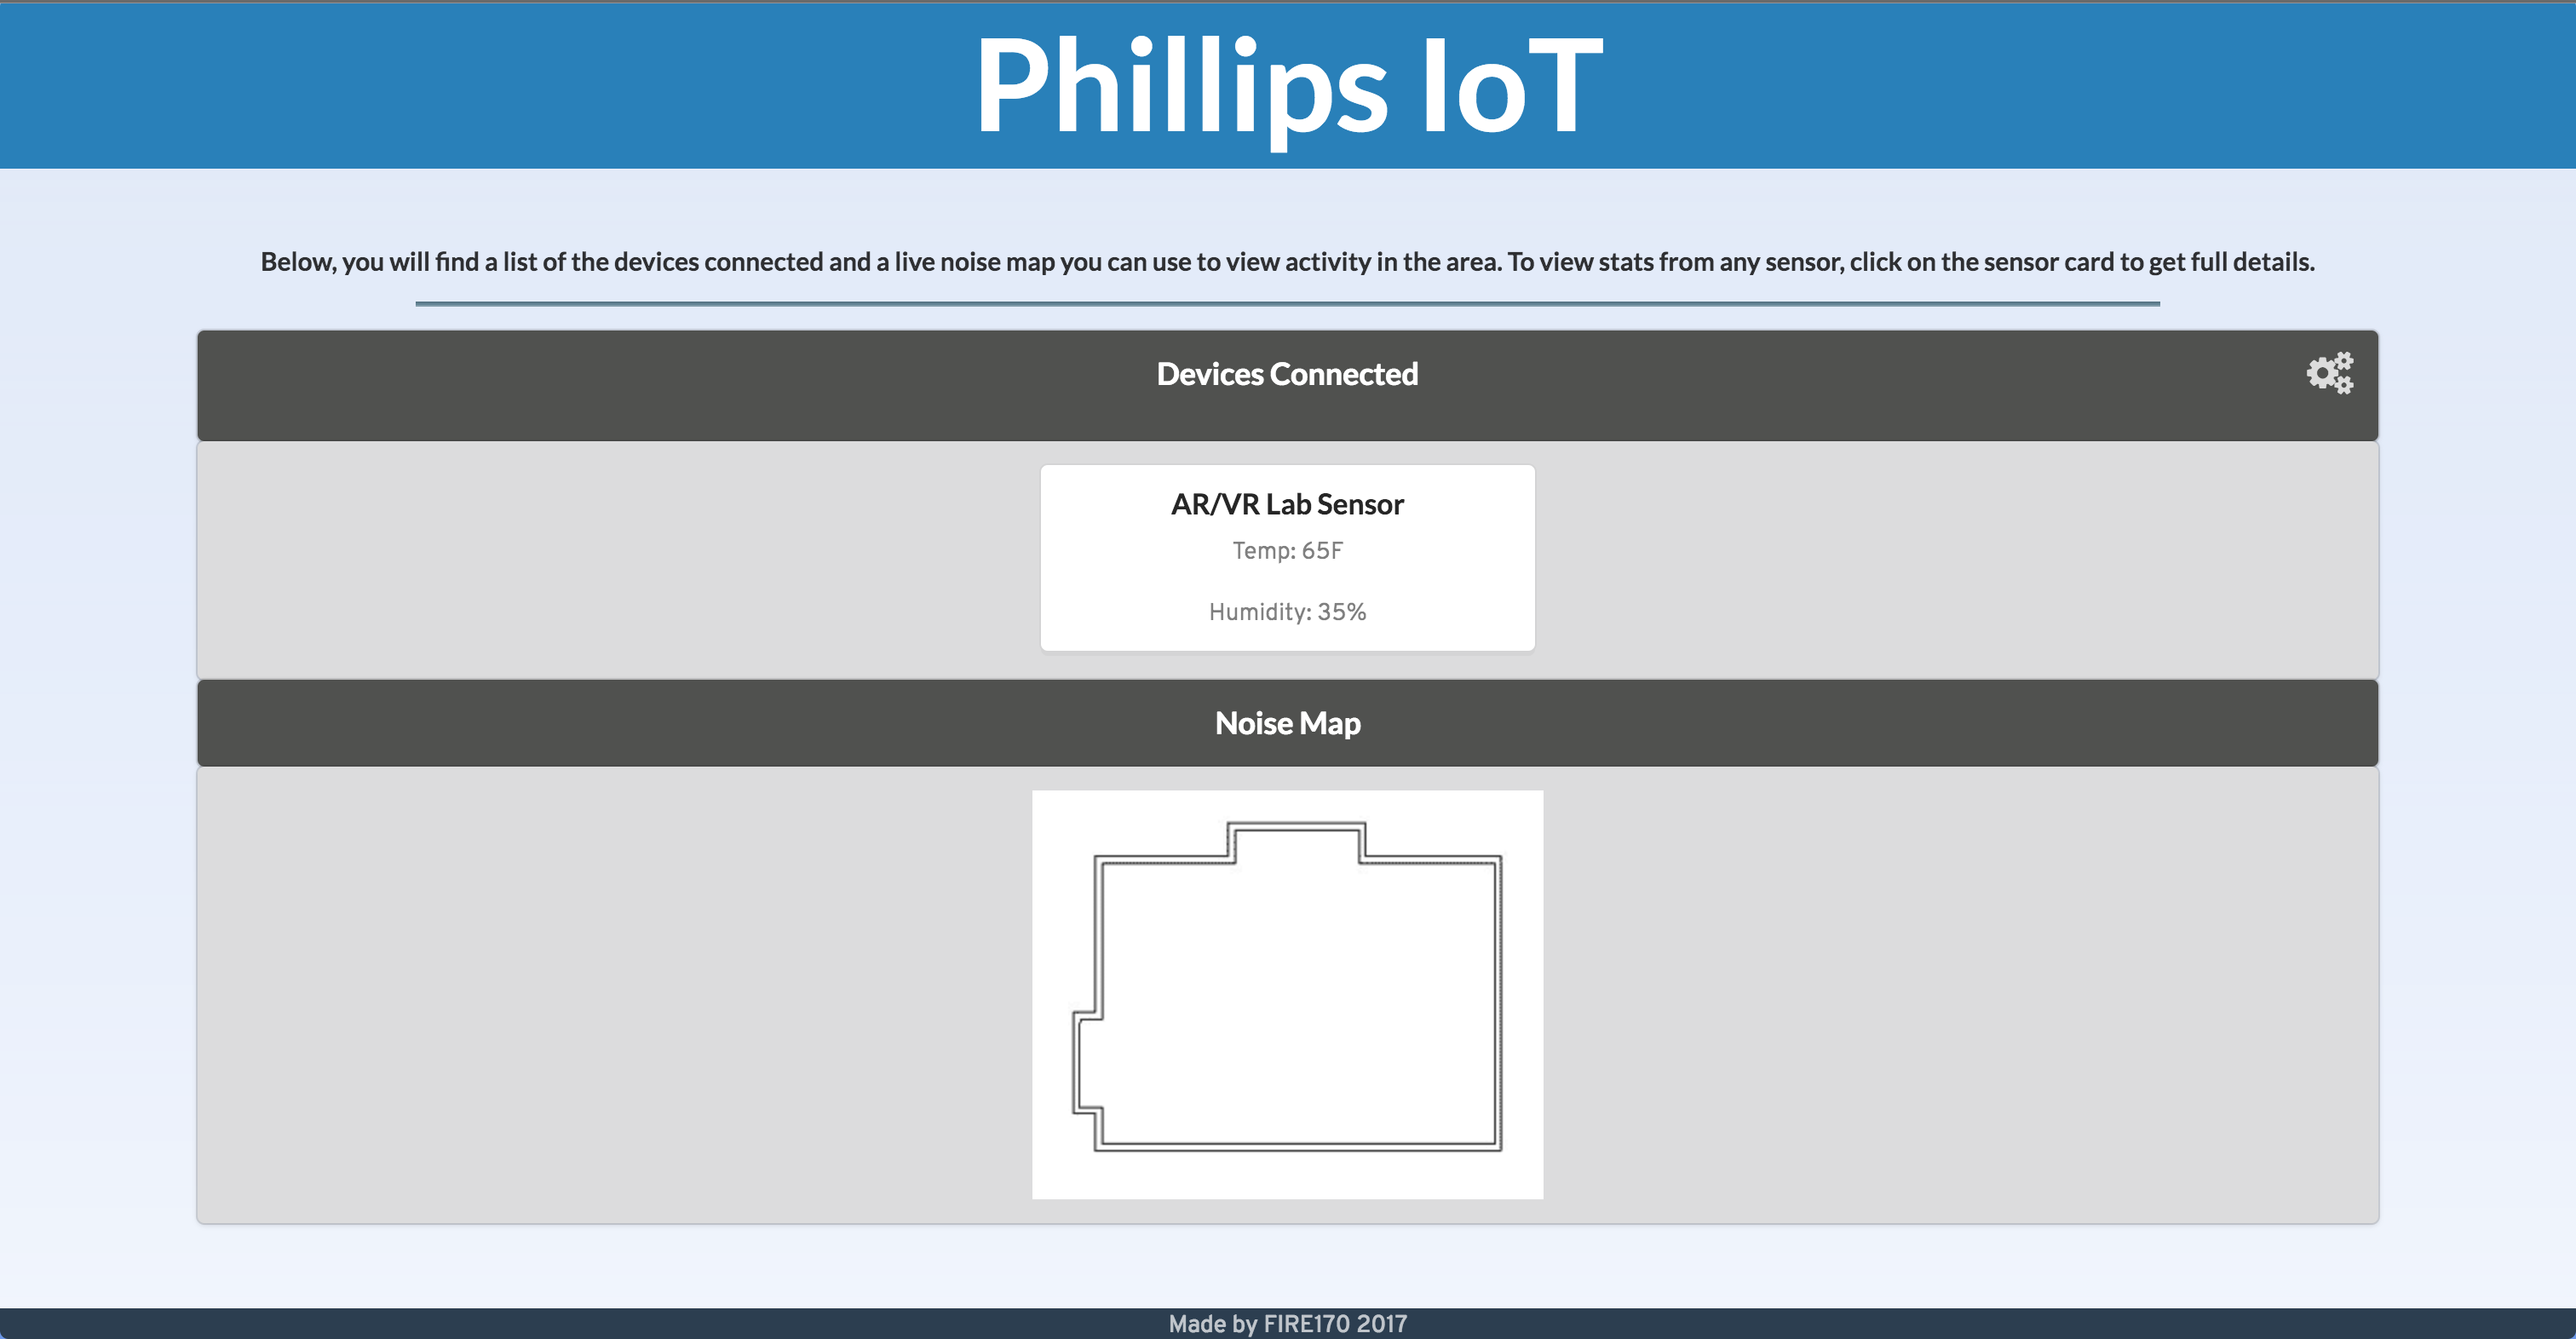 Phillips IoT
Below, you will find a list of the devices connected and a live noise map you can use to view activity in the area. To view stats from any sensor, click on the sensor card to get full details.
Devices Connected
AR/VR Lab Sensor
Temp: 65F
Humidity: 35%
Noise Map
Made by FIRE170 2017